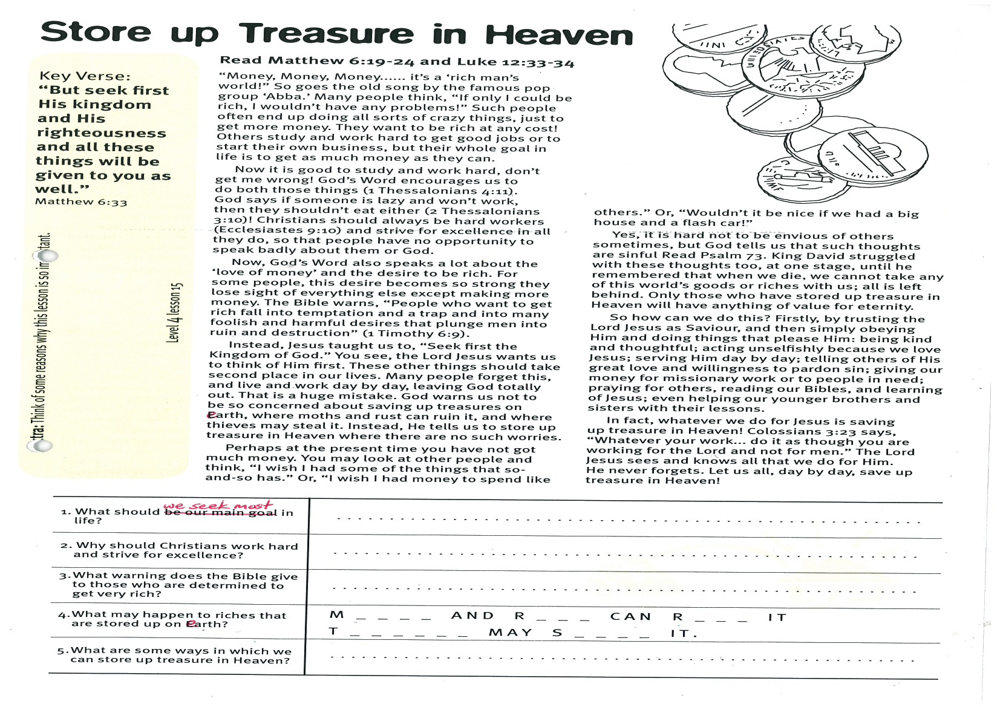 Store up Treasure in Heaven
Key Verse:
“But seek first
His kingdom
and His
righteousness
and all these
things will be
given to you as
well.”
Matthew 6:33
tra: Think of some reasons why this lesson is so im tant.
Level 4 lesson 15
Read Matthew 6:19-24 and Luke 12:33-34
“Money, Money, Money...... it’s a ‘rich man’s
world!” So goes the old song by the famous pop
group ‘Abba.’ Many people think, “If only I could be
rich, I wouldn’t have any problems!” Such people
often end up doing all sorts of crazy things, just to
get more money. They want to be rich at any cost!
Others study and work hard to get good jobs or to
start their own business, but their whole goal in
life is to get as much money as they can.
Now it is good to study and work hard, don’t
get me wrong! God’s Word encourages us to
do both those things (1 Thessalonians 4:11).
God says if someone is lazy and won’t work,
then they shouldn’t eat either (2 Thessalonians
3:10)! Christians should always be hard workers
(Ecclesiastes 9:10) and strive for excellence in all
they do, so that people have no opportunity to
speak badly about them or God.
Now, God’s Word also speaks a lot about the
‘love of money’ and the desire to be rich. For
some people, this desire becomes so strong they
lose sight of everything else except making more
money. The Bible warns, “People who want to get
rich fall into temptation and a trap and into many
foolish and harmful desires that plunge men into
ruin and destruction” (1 Timothy 6:9).
Instead, Jesus taught us to, “Seek first the
Kingdom of God.” You see, the Lord Jesus wants us
to think of Him first. These other things should take
second place in our lives. Many people forget this,
and live and work day by day, leaving God totally
out. That is a huge mistake. God warns us not to
be so concerned about saving up treasures on
earth, where moths and rust can ruin it, and where
thieves may steal it. Instead, He tells us to store up
treasure in Heaven where there are no such worries.
Perhaps at the present time you have not got
much money. You may look at other people and
think, “I wish I had some of the things that so-
and-so has.” Or, “I wish I had money to spend like
others.” Or, “Wouldn’t it be nice if we had a big
house and a flash car!”
Yes, it is hard not to be envious of others
sometimes, but God tells us that such thoughts
are sinful Read Psalm 73. King David struggled
with these thoughts too, at one stage, until he
remembered that when we die, we cannot take any
of this world’s goods or riches with us; all is left
behind. Only those who have stored up treasure in
Heaven will have anything of value for eternity.
So how can we do this? Firstly, by trusting the
Lord Jesus as Saviour, and then simply obeying
Him and doing things that please Him: being kind
and thoughtful; acting unselfishly because we love
Jesus; serving Him day by day; telling others of His
great love and willingness to pardon sin; giving our
money for missionary work or to people in need;
praying for others, reading our Bibles, and learning
of Jesus; even helping our younger brothers and
sisters with their lessons.
In fact, whatever we do for Jesus is saving
up treasure in Heaven! Colossians 3:23 says,
“Whatever your work... do it as though you are
working for the Lord and not for men.” The Lord
Jesus sees and knows all that we do for Him.
He never forgets. Let us all, day by day, save up
treasure in Heaven!
we seek most
1. What should be our main goal in
life?
2. Why should Christians work hard
and strive for excellence?
3. What warning does the Bible give
to those who are determined to
get very rich?
4. What may happen to riches that
are stored up on earth?
M _ _ _ _ AND R _ _ _ CAN R _ _ _ IT
T _ _ _ _ _ _ MAY S _ _ _ _ IT.
5. What are some ways in which we
can store up treasure in Heaven?